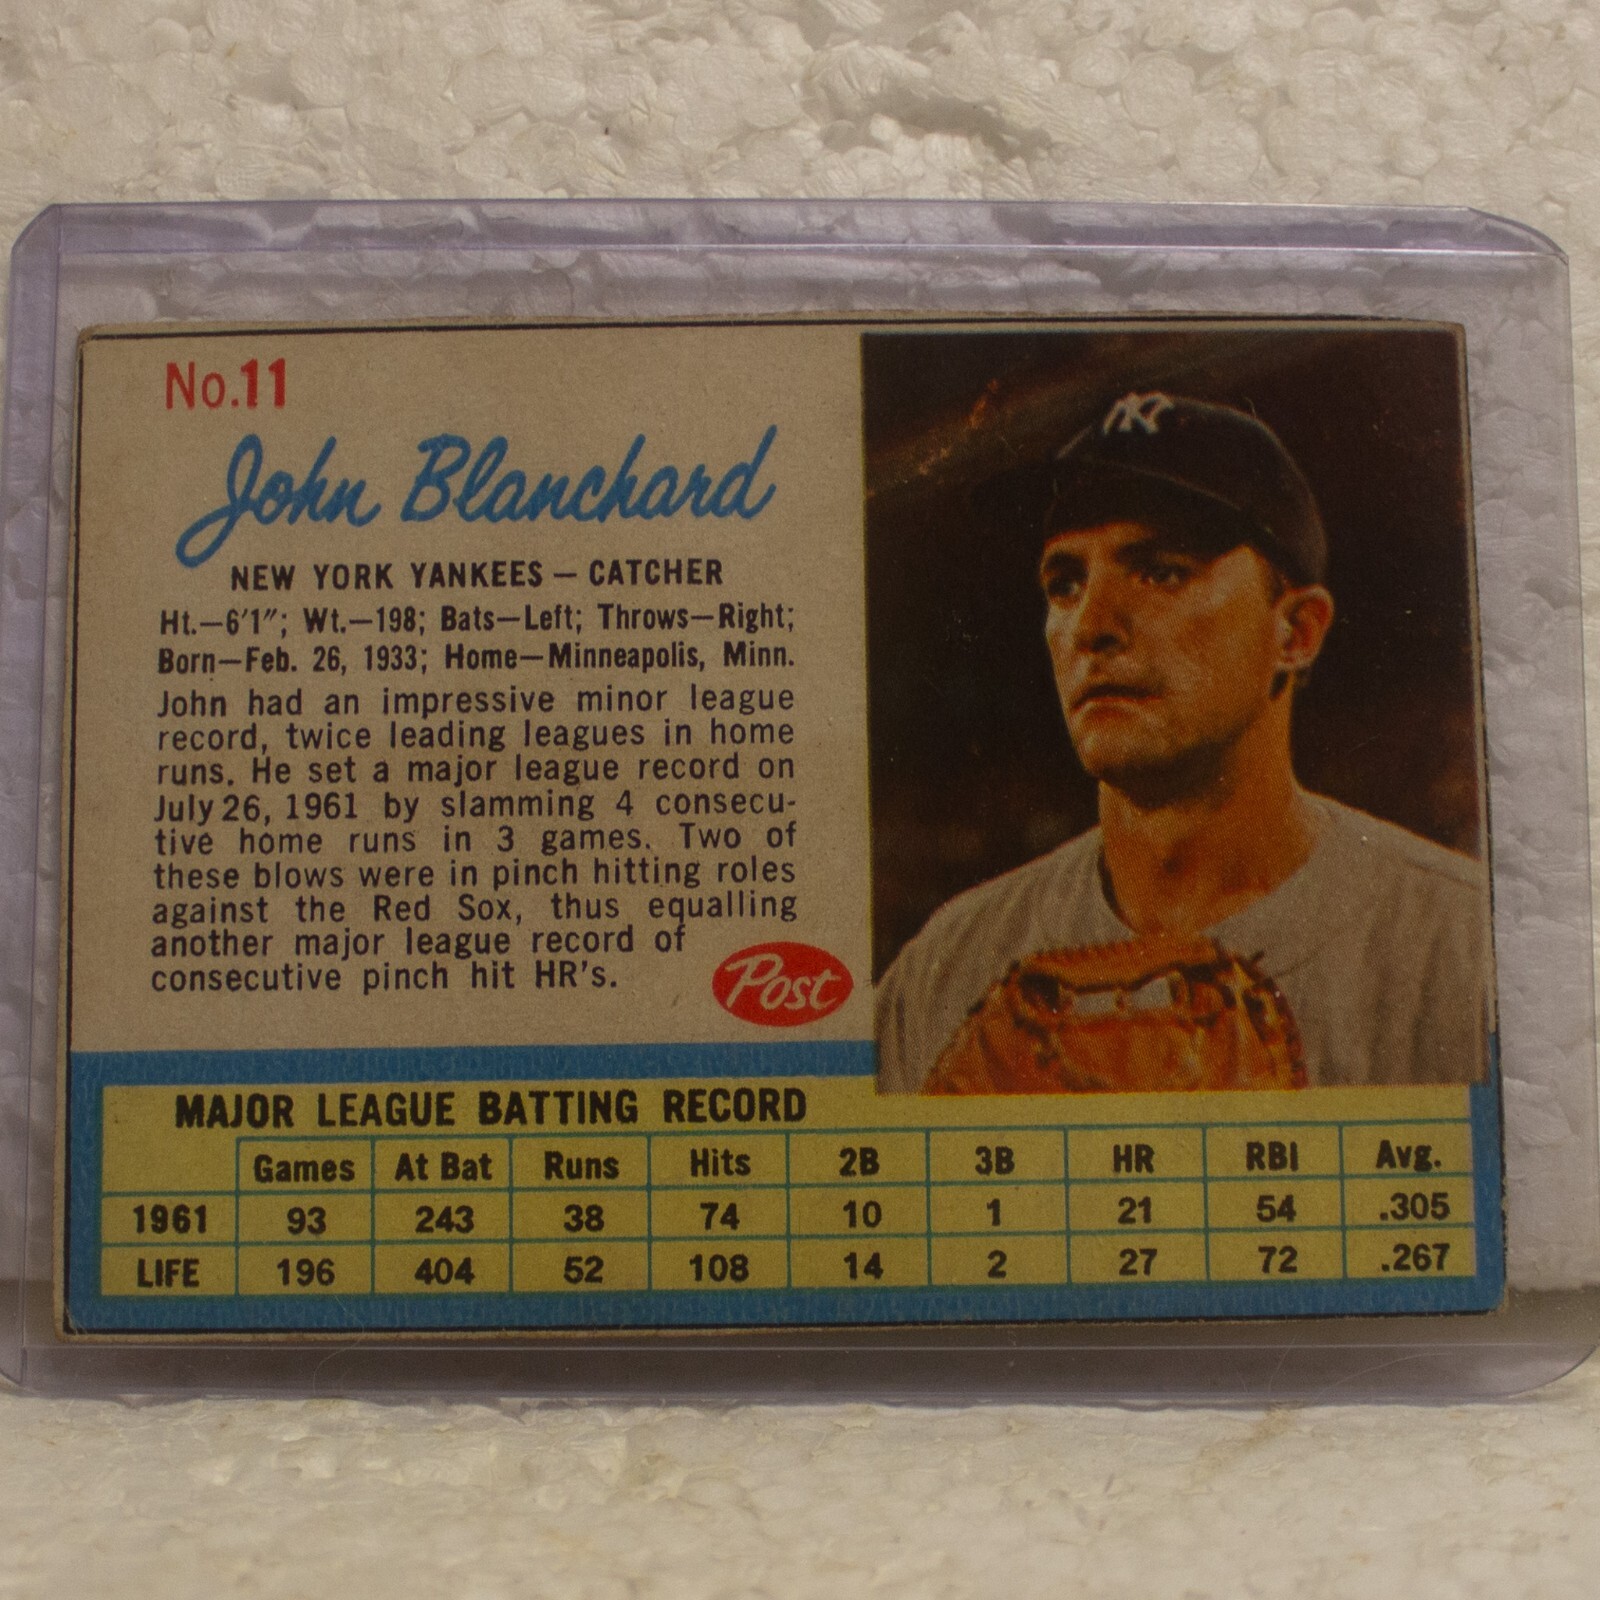 No.11
John Blanchard
NEW YORK YANKEES – CATCHER
Ht.–6'1"; Wt.–198; Bats–Left; Throws–Right;
Born–Feb. 26, 1933; Home–Minneapolis, Minn.
John had an impressive minor league
record, twice leading leagues in home
runs. He set a major league record on
July 26, 1961 by slamming 4 consecu-
tive home runs in 3 games. Two of
these blows were in pinch hitting roles
against the Red Sox, thus equalling
another major league record of
consecutive pinch hit HR's.
Post
NY
MAJOR LEAGUE BATTING RECORD
Games At Bat Runs Hits 2B 3B HR RBI Avg.
1961 93 243 38 74 10 1 21 54 .305
LIFE 196 404 52 108 14 2 27 72 .267